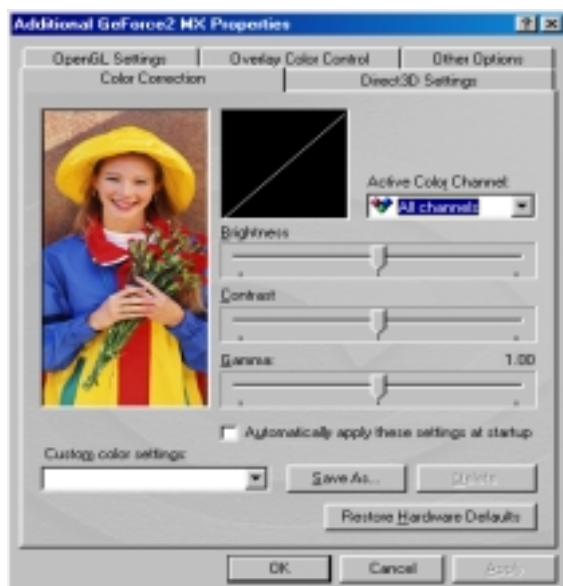 Additional GeForce2 MX Properties
OpenGL Settings
Overlay Color Control
Other Options
Color Correction
Direct3D Settings
Active Color Channel:
All channels
Brightness
Contrast
Gamma:
1.00
Automatically apply these settings at startup
Custom color settings:
Save As...
Delete
Restore Hardware Defaults
OK
Cancel
Apply